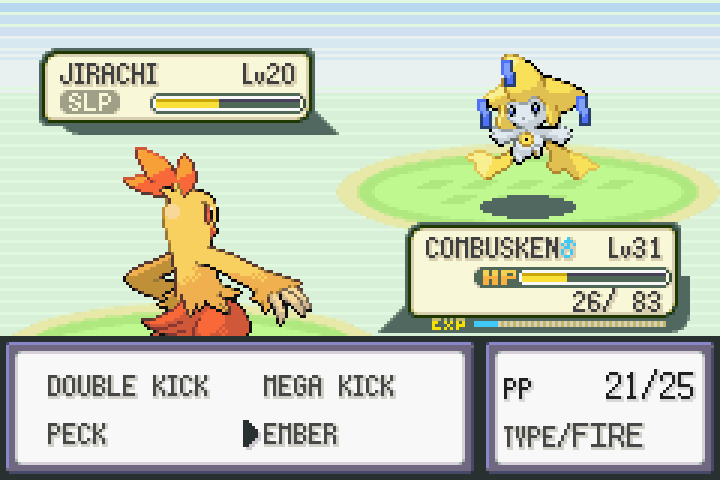 JIRACHI Lv20
SLP
COMBUSKEN♂ Lv31
HP
26/ 83
EXP
DOUBLE KICK MEGA KICK
PECK ▶EMBER
PP 21/25
TYPE/FIRE